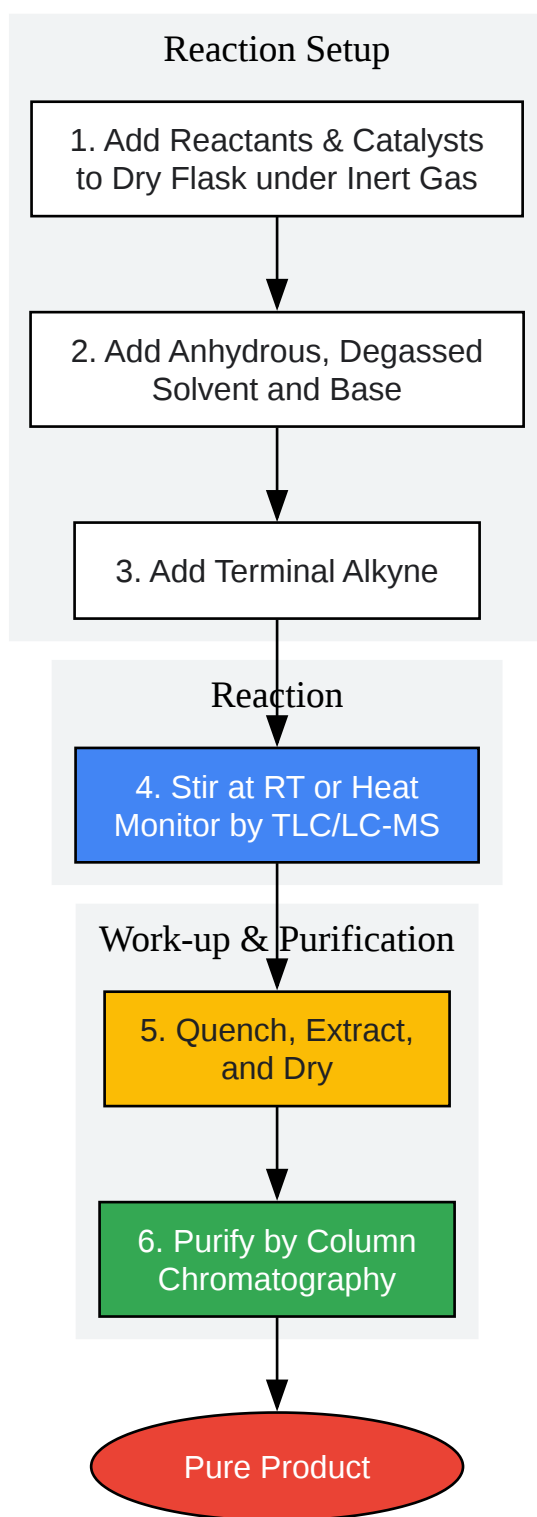 Reaction Setup
1. Add Reactants & Catalysts
to Dry Flask under Inert Gas
2. Add Anhydrous, Degassed
Solvent and Base
3. Add Terminal Alkyne
Reaction
4. Stir at RT or Heat
Monitor by TLC/LC-MS
Work-up & Purification
5. Quench, Extract,
and Dry
6. Purify by Column
Chromatography
Pure Product